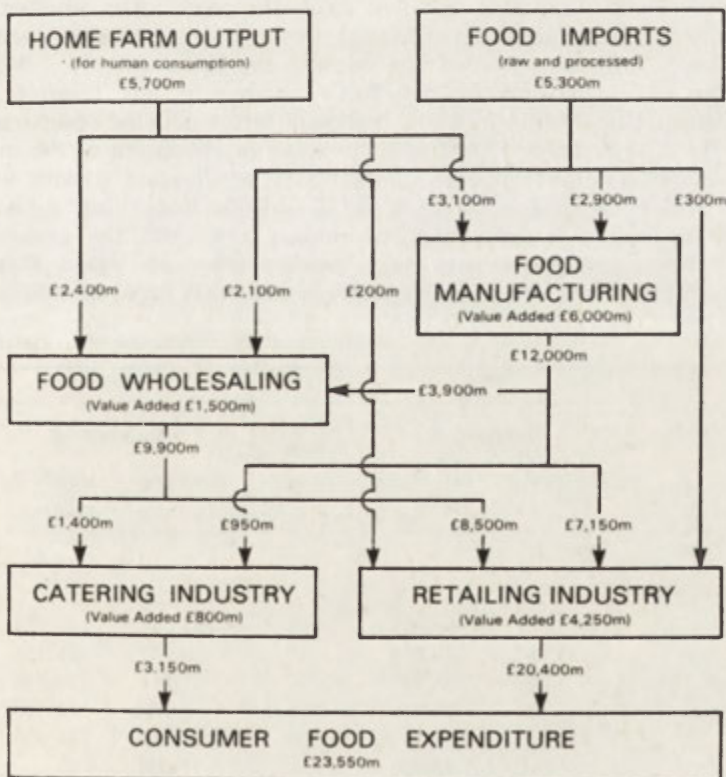 HOME FARM OUTPUT
(for human consumption)
£5,700m
FOOD IMPORTS
(raw and processed)
£5,300m
£3,100m
£2,900m
£300m
£2,400m
£2,100m
£200m
FOOD
MANUFACTURING
(Value Added £6,000m)
£12,000m
FOOD WHOLESALING
(Value Added £1,500m)
£3,900m
£9,900m
£1,400m
£950m
£8,500m
£7,150m
CATERING INDUSTRY
(Value Added £800m)
RETAILING INDUSTRY
(Value Added £4,250m)
£3,150m
£20,400m
CONSUMER FOOD EXPENDITURE
£23,550m